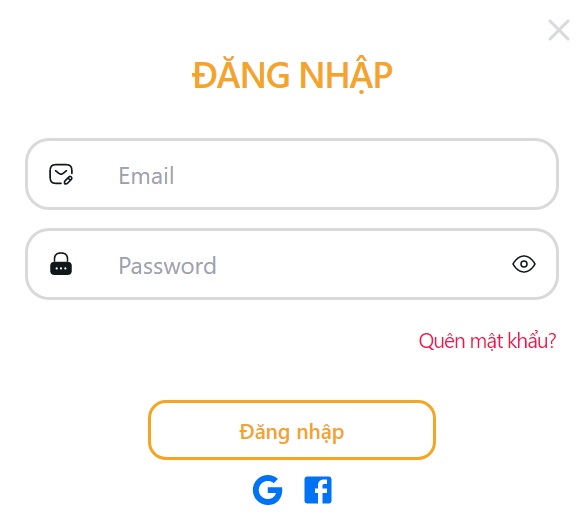 ĐĂNG NHẬP
Email
Password
Quên mật khẩu?
Đăng nhập